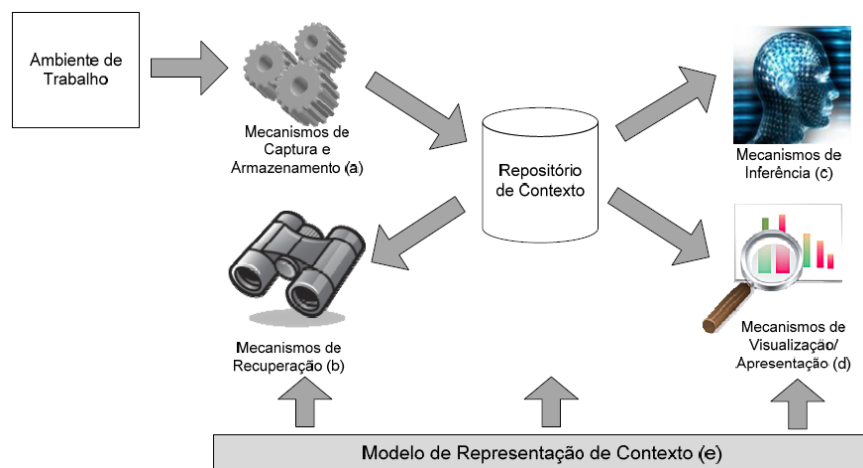 Ambiente de
Trabalho
Mecanismos de
Captura e
Armazenamento (a)
Repositório
de Contexto
Mecanismos de
Inferência (c)
Mecanismos de
Recuperação (b)
Mecanismos de
Visualização/
Apresentação (d)
Modelo de Representação de Contexto (e)